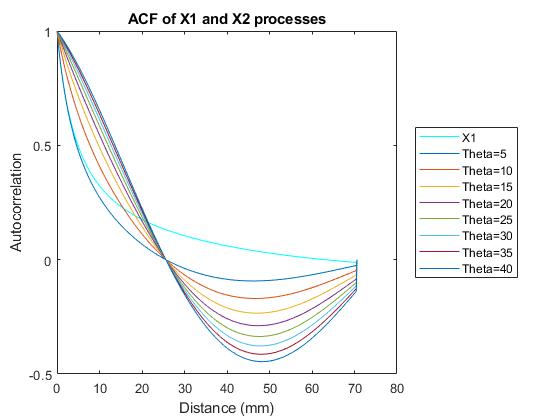 ACF of X1 and X2 processes
1
0.5
0
-0.5
Autocorrelation
0 10 20 30 40 50 60 70 80
Distance (mm)
X1
Theta=5
Theta=10
Theta=15
Theta=20
Theta=25
Theta=30
Theta=35
Theta=40